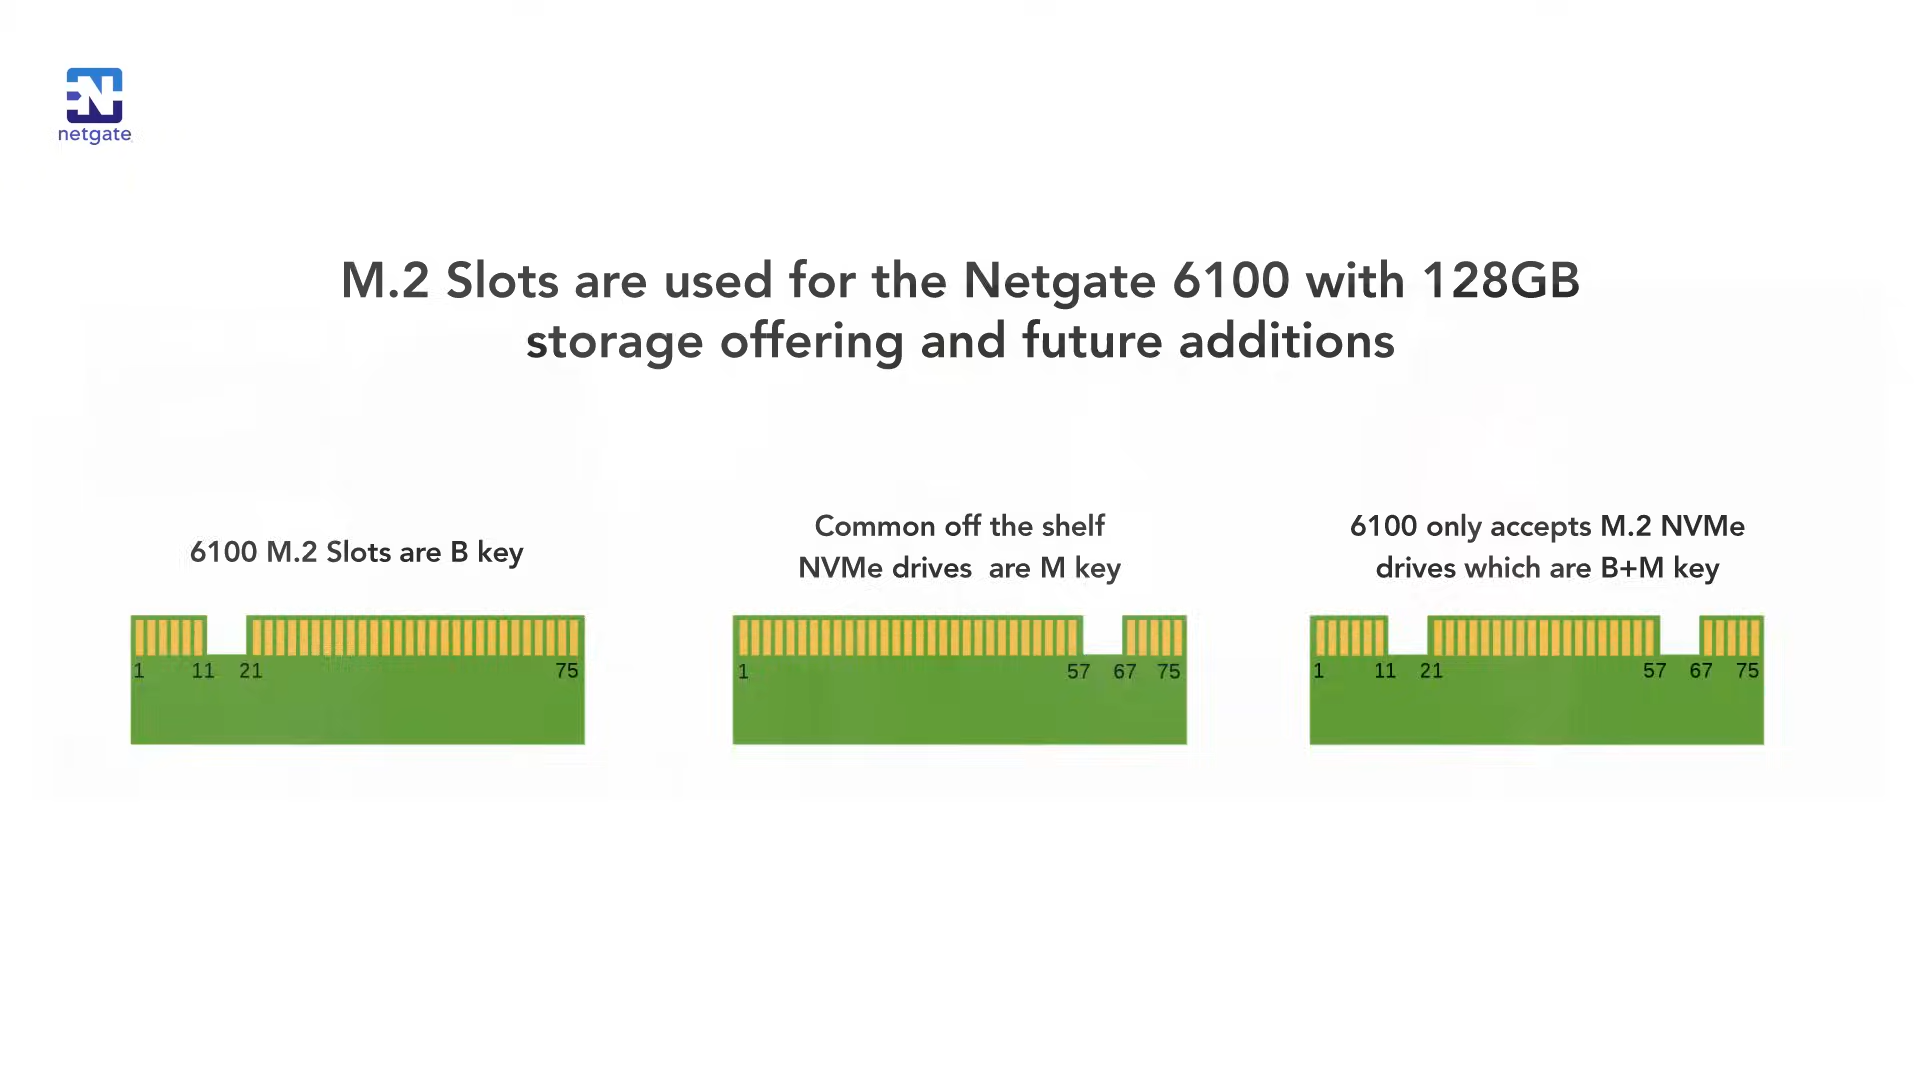 netgate
M.2 Slots are used for the Netgate 6100 with 128GB
storage offering and future additions
6100 M.2 Slots are B key
1 11 21 75
Common off the shelf
NVMe drives  are M key
1 57 67 75
6100 only accepts M.2 NVMe
drives which are B+M key
1 11 21 57 67 75